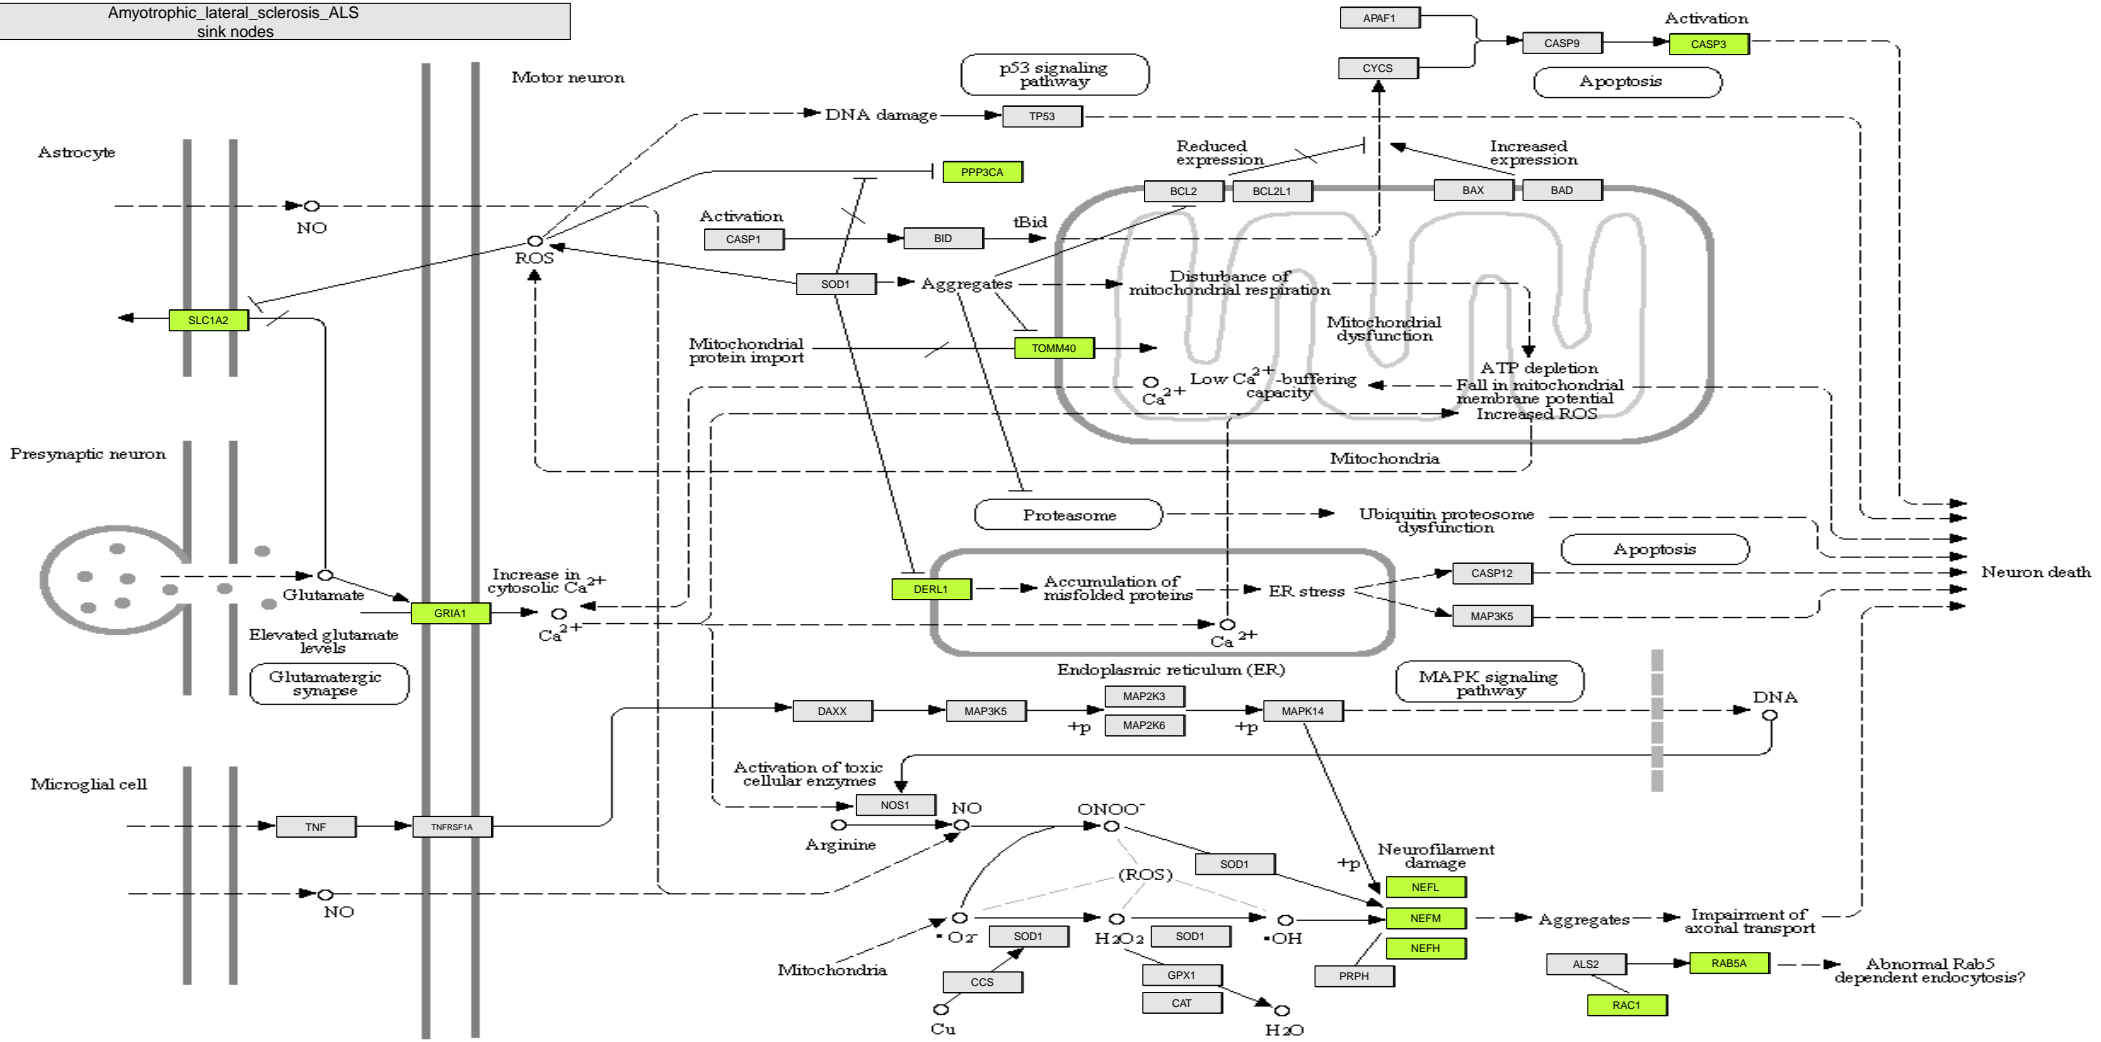 Amyotrophic_lateral_sclerosis_ALS
sink nodes
APAF1
Activation
CASP9
CASP3
CYCS
Apoptosis
p53 signaling
pathway
Motor neuron
DNA damage
TP53
Astrocyte
Reduced
expression
Increased
expression
PPP3CA
BCL2
BCL2L1
BAX
BAD
NO
Activation
CASP1
BID
tBid
ROS
SOD1
Aggregates
Disturbance of
mitochondrial respiration
SLC1A2
Mitochondrial
dysfunction
Mitochondrial
protein import
TOMM40
ATP depletion
Fall in mitochondrial
membrane potential
Increased ROS
Low Ca2+-buffering
capacity
Ca2+
Presynaptic neuron
Mitochondria
Proteasome
Ubiquitin proteosome
dysfunction
Apoptosis
Neuron death
Glutamate
Increase in
cytosolic Ca2+
GRIA1
Ca2+
DERL1
Accumulation of
misfolded proteins
ER stress
CASP12
MAP3K5
Ca2+
Elevated glutamate
levels
Glutamatergic
synapse
Endoplasmic reticulum (ER)
MAPK signaling
pathway
DNA
DAXX
MAP3K5
+p
MAP2K3
MAP2K6
+p
MAPK14
Microglial cell
Activation of toxic
cellular enzymes
NOS1
NO
ONOO-
TNF
TNFRSF1A
Arginine
SOD1
+p
Neurofilament
damage
(ROS)
NEFL
NEFM
NEFH
Aggregates
Impairment of
axonal transport
NO
•O2-
SOD1
H2O2
SOD1
•OH
Mitochondria
CCS
GPX1
CAT
PRPH
ALS2
RAB5A
Abnormal Rab5
dependent endocytosis?
RAC1
Cu
H2O